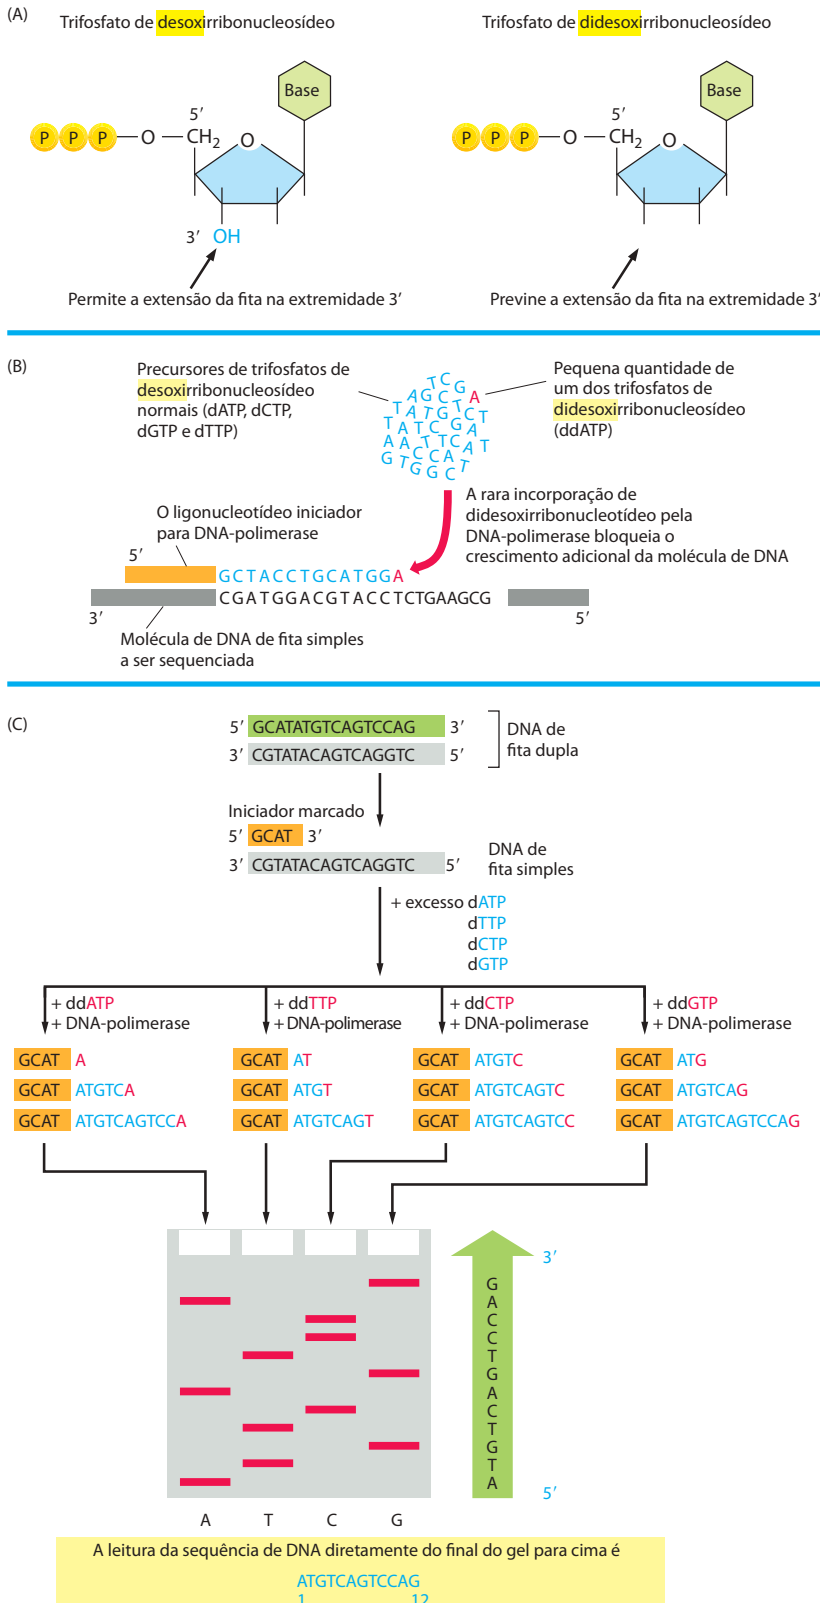 (A)
Trifosfato de desoxirribonucleosídeo
Trifosfato de didesoxirribonucleosídeo
Base
Base
5′
5′
P P P O CH2 O
P P P O CH2 O
3′ OH
Permite a extensão da fita na extremidade 3′
Previne a extensão da fita na extremidade 3′
(B)
Precursores de trifosfatos de
desoxirribonucleosídeo
normais (dATP, dCTP,
dGTP e dTTP)
Pequena quantidade de
um dos trifosfatos de
didesoxirribonucleosídeo
(ddATP)
A rara incorporação de
didesoxirribonucleotídeo pela
DNA-polimerase bloqueia o
crescimento adicional da molécula de DNA
O ligonucleotídeo iniciador
para DNA-polimerase
5′
GCTACCTGCATGGA
CGATGGACGTACCTCTGAAGCG
3′
5′
Molécula de DNA de fita simples
a ser sequenciada
(C)
5′ GCATATGTCAGTCCAG 3′
3′ CGTATACAGTCAGGTC 5′
DNA de
fita dupla
Iniciador marcado
5′ GCAT 3′
3′ CGTATACAGTCAGGTC 5′
DNA de
fita simples
+ excesso dATP
dTTP
dCTP
dGTP
+ ddATP
+ DNA-polimerase
+ ddTTP
+ DNA-polimerase
+ ddCTP
+ DNA-polimerase
+ ddGTP
+ DNA-polimerase
GCAT A
GCAT ATGTCA
GCAT ATGTCAGTCCA
GCAT AT
GCAT ATGT
GCAT ATGTCAGT
GCAT ATGTC
GCAT ATGTCAGTC
GCAT ATGTCAGTCC
GCAT ATG
GCAT ATGTCAG
GCAT ATGTCAGTCCAG
3′
G
A
C
C
T
G
A
C
T
G
T
A
5′
A T C G
A leitura da sequência de DNA diretamente do final do gel para cima é
ATGTCAGTCCAG
1 12